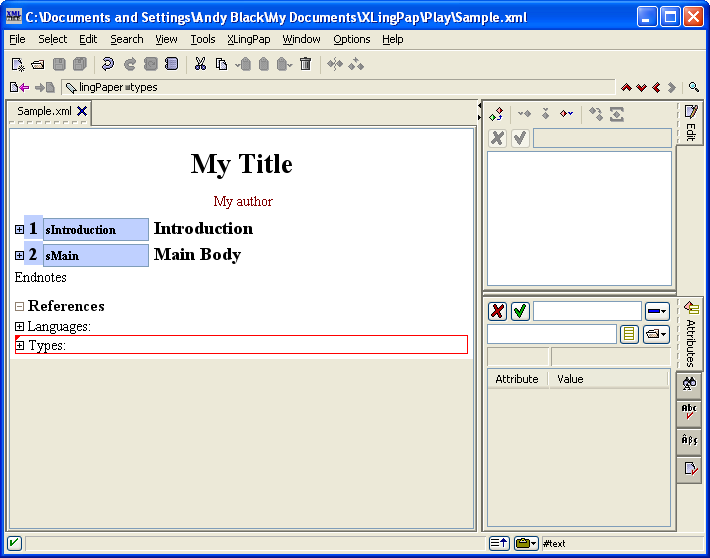 C:\Documents and Settings\Andy Black\My Documents\XLingPap\Play\Sample.xml
File Select Edit Search View Tools XLingPap Window Options Help
lingPaper types
Sample.xml
My Title
My author
1 sIntroduction Introduction
2 sMain Main Body
Endnotes
References
Languages:
Types:
Edit
Attributes
Attribute Value
Abc
Âβς
#text